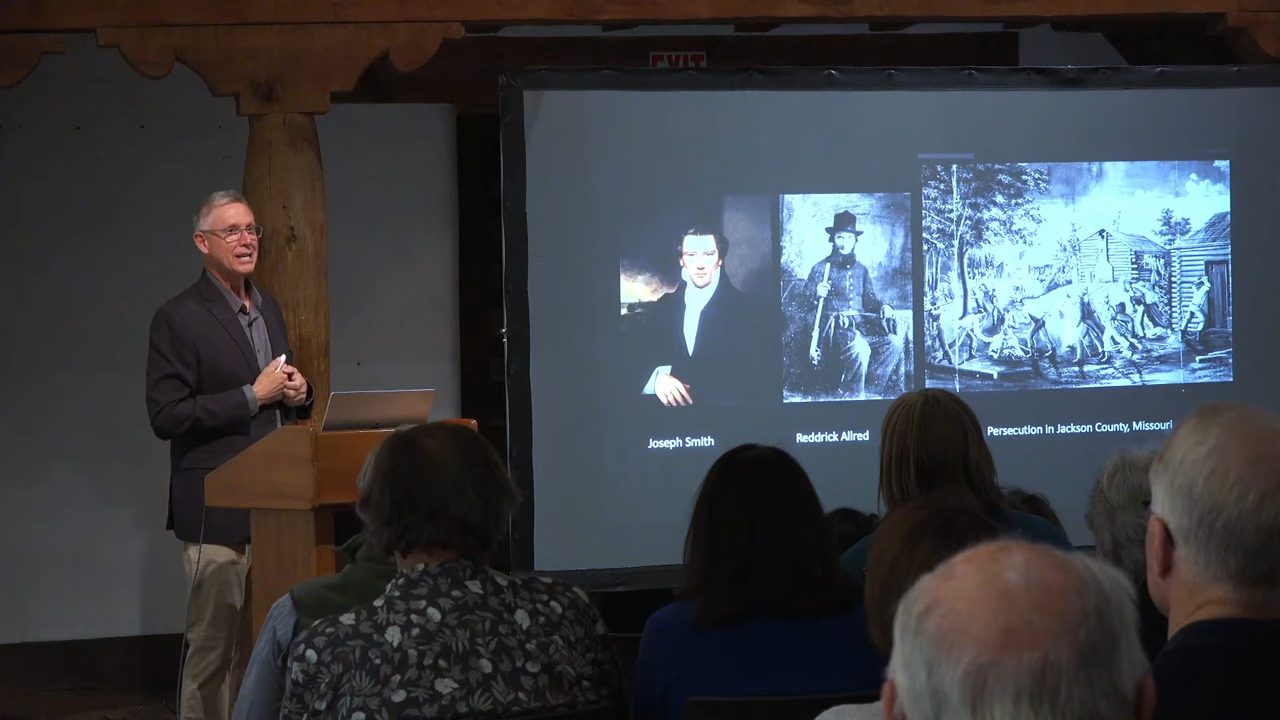 EXIT
Joseph Smith
Reddrick Allred
Persecution in Jackson County, Missouri